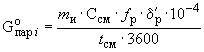 G°пар i = (mи · Cсм · fр · δ'р · 10⁻⁴) / (tсм · 3600)